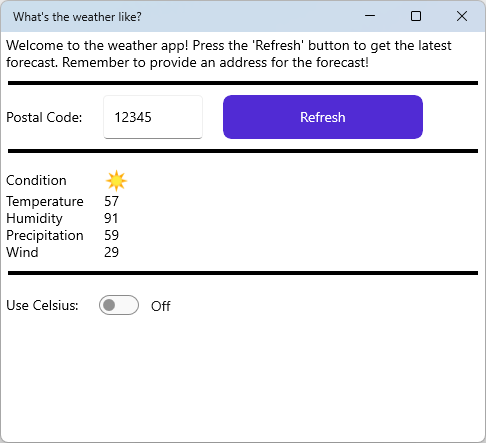 What's the weather like?
Welcome to the weather app! Press the 'Refresh' button to get the latest
forecast. Remember to provide an address for the forecast!
Postal Code: 12345 Refresh
Condition
Temperature 57
Humidity 91
Precipitation 59
Wind 29
Use Celsius: Off